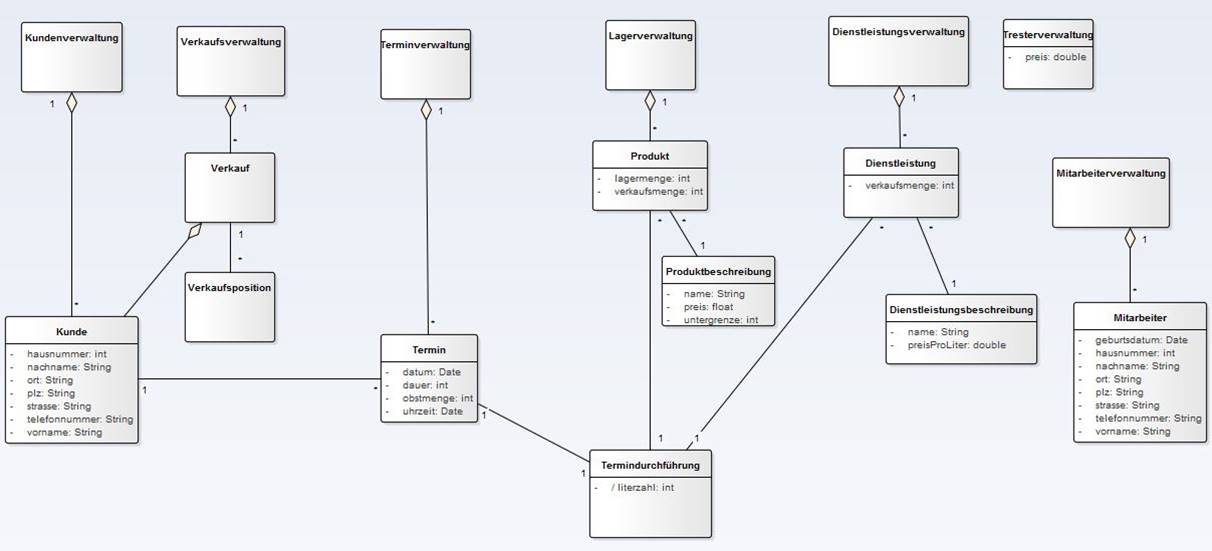 Kundenverwaltung
1
*
Verkaufsverwaltung
1
*
Terminverwaltung
1
*
Lagerverwaltung
1
*
Dienstleistungsverwaltung
1
*
Tresterverwaltung
- preis: double
Verkauf
1
*
Verkaufsposition
Produkt
- lagermenge: int
- verkaufsmenge: int
*
*
1
Produktbeschreibung
- name: String
- preis: float
- untergrenze: int
Dienstleistung
- verkaufsmenge: int
*
*
1
Dienstleistungsbeschreibung
- name: String
- preisProLiter: double
Mitarbeiterverwaltung
1
*
Mitarbeiter
- geburtsdatum: Date
- hausnummer: int
- nachname: String
- ort: String
- plz: String
- strasse: String
- telefonnummer: String
- vorname: String
Kunde
- hausnummer: int
- nachname: String
- ort: String
- plz: String
- strasse: String
- telefonnummer: String
- vorname: String
1
*
Termin
- datum: Date
- dauer: int
- obstmenge: int
- uhrzeit: Date
1
1
1
1
Termindurchführung
- / literzahl: int